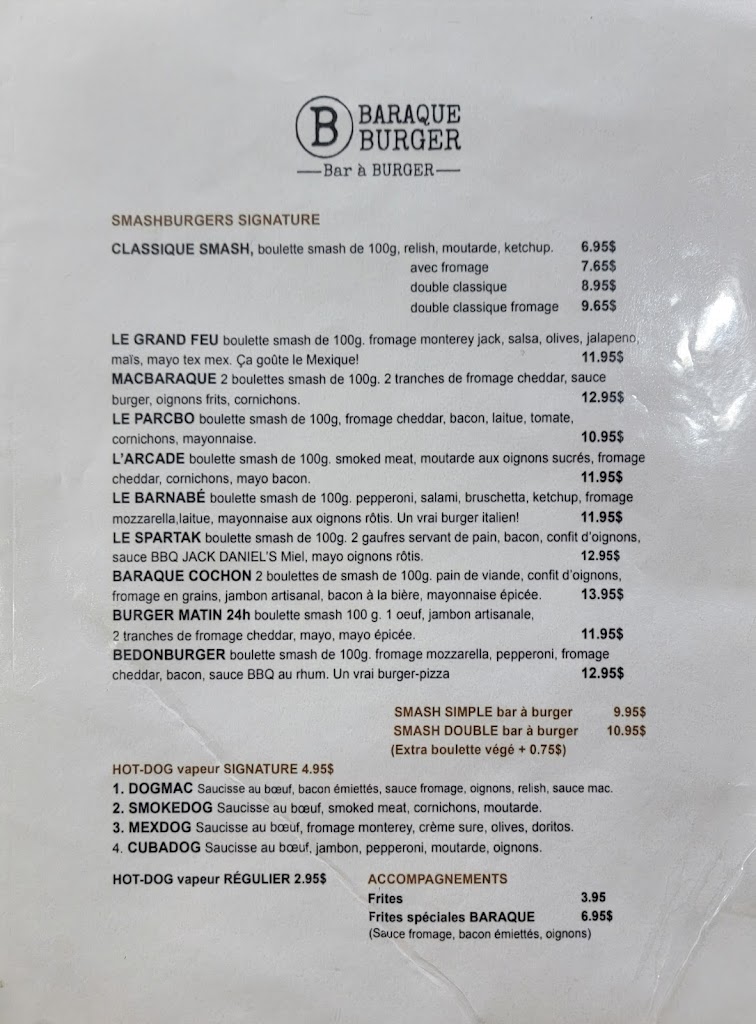 B BARAQUE
BURGER
Bar à BURGER
SMASHBURGERS SIGNATURE
CLASSIQUE SMASH, boulette smash de 100g, relish, moutarde, ketchup. 6.95$
avec fromage 7.65$
double classique 8.95$
double classique fromage 9.65$
LE GRAND FEU boulette smash de 100g. fromage monterey jack, salsa, olives, jalapeno,
maïs, mayo tex mex. Ça goûte le Mexique! 11.95$
MACBARAQUE 2 boulettes smash de 100g. 2 tranches de fromage cheddar, sauce
burger, oignons frits, cornichons. 12.95$
LE PARCBO boulette smash de 100g, fromage cheddar, bacon, laitue, tomate,
cornichons, mayonnaise. 10.95$
L'ARCADE boulette smash de 100g. smoked meat, moutarde aux oignons sucrés, fromage
cheddar, cornichons, mayo bacon. 11.95$
LE BARNABÉ boulette smash de 100g. pepperoni, salami, bruschetta, ketchup, fromage
mozzarella,laitue, mayonnaise aux oignons rôtis. Un vrai burger italien! 11.95$
LE SPARTAK boulette smash de 100g. 2 gaufres servant de pain, bacon, confit d'oignons,
sauce BBQ JACK DANIEL'S Miel, mayo oignons rôtis. 12.95$
BARAQUE COCHON 2 boulettes de smash de 100g. pain de viande, confit d'oignons,
fromage en grains, jambon artisanal, bacon à la bière, mayonnaise épicée. 13.95$
BURGER MATIN 24h boulette smash 100 g. 1 oeuf, jambon artisanale,
2 tranches de fromage cheddar, mayo, mayo épicée. 11.95$
BEDONBURGER boulette smash de 100g. fromage mozzarella, pepperoni, fromage
cheddar, bacon, sauce BBQ au rhum. Un vrai burger-pizza 12.95$
SMASH SIMPLE bar à burger 9.95$
SMASH DOUBLE bar à burger 10.95$
(Extra boulette végé + 0.75$)
HOT-DOG vapeur SIGNATURE 4.95$
1. DOGMAC Saucisse au bœuf, bacon émiettés, sauce fromage, oignons, relish, sauce mac.
2. SMOKEDOG Saucisse au bœuf, smoked meat, cornichons, moutarde.
3. MEXDOG Saucisse au bœuf, fromage monterey, crème sure, olives, doritos.
4. CUBADOG Saucisse au bœuf, jambon, pepperoni, moutarde, oignons.
HOT-DOG vapeur RÉGULIER 2.95$
ACCOMPAGNEMENTS
Frites 3.95
Frites spéciales BARAQUE 6.95$
(Sauce fromage, bacon émiettés, oignons)